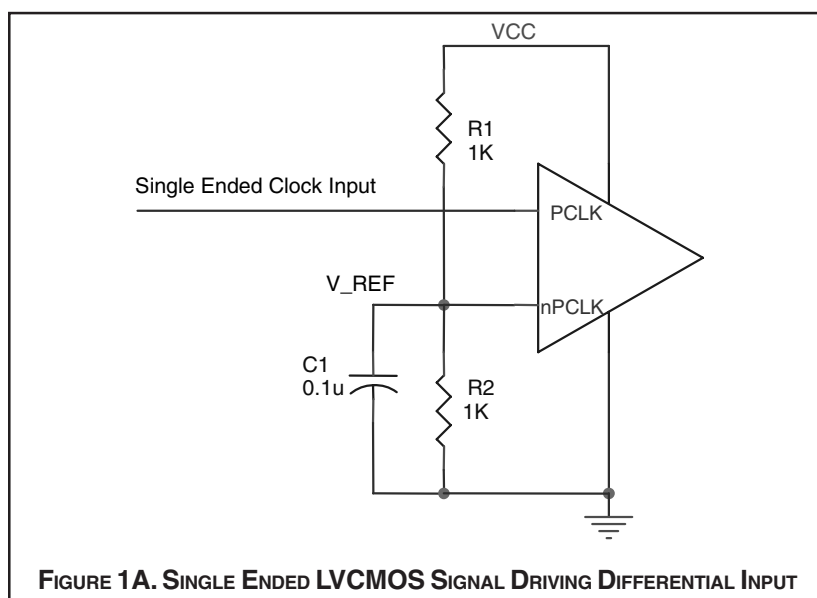 VCC
R1
1K
Single Ended Clock Input
PCLK
V_REF
nPCLK
C1
0.1u
R2
1K
FIGURE 1A. SINGLE ENDED LVCMOS SIGNAL DRIVING DIFFERENTIAL INPUT